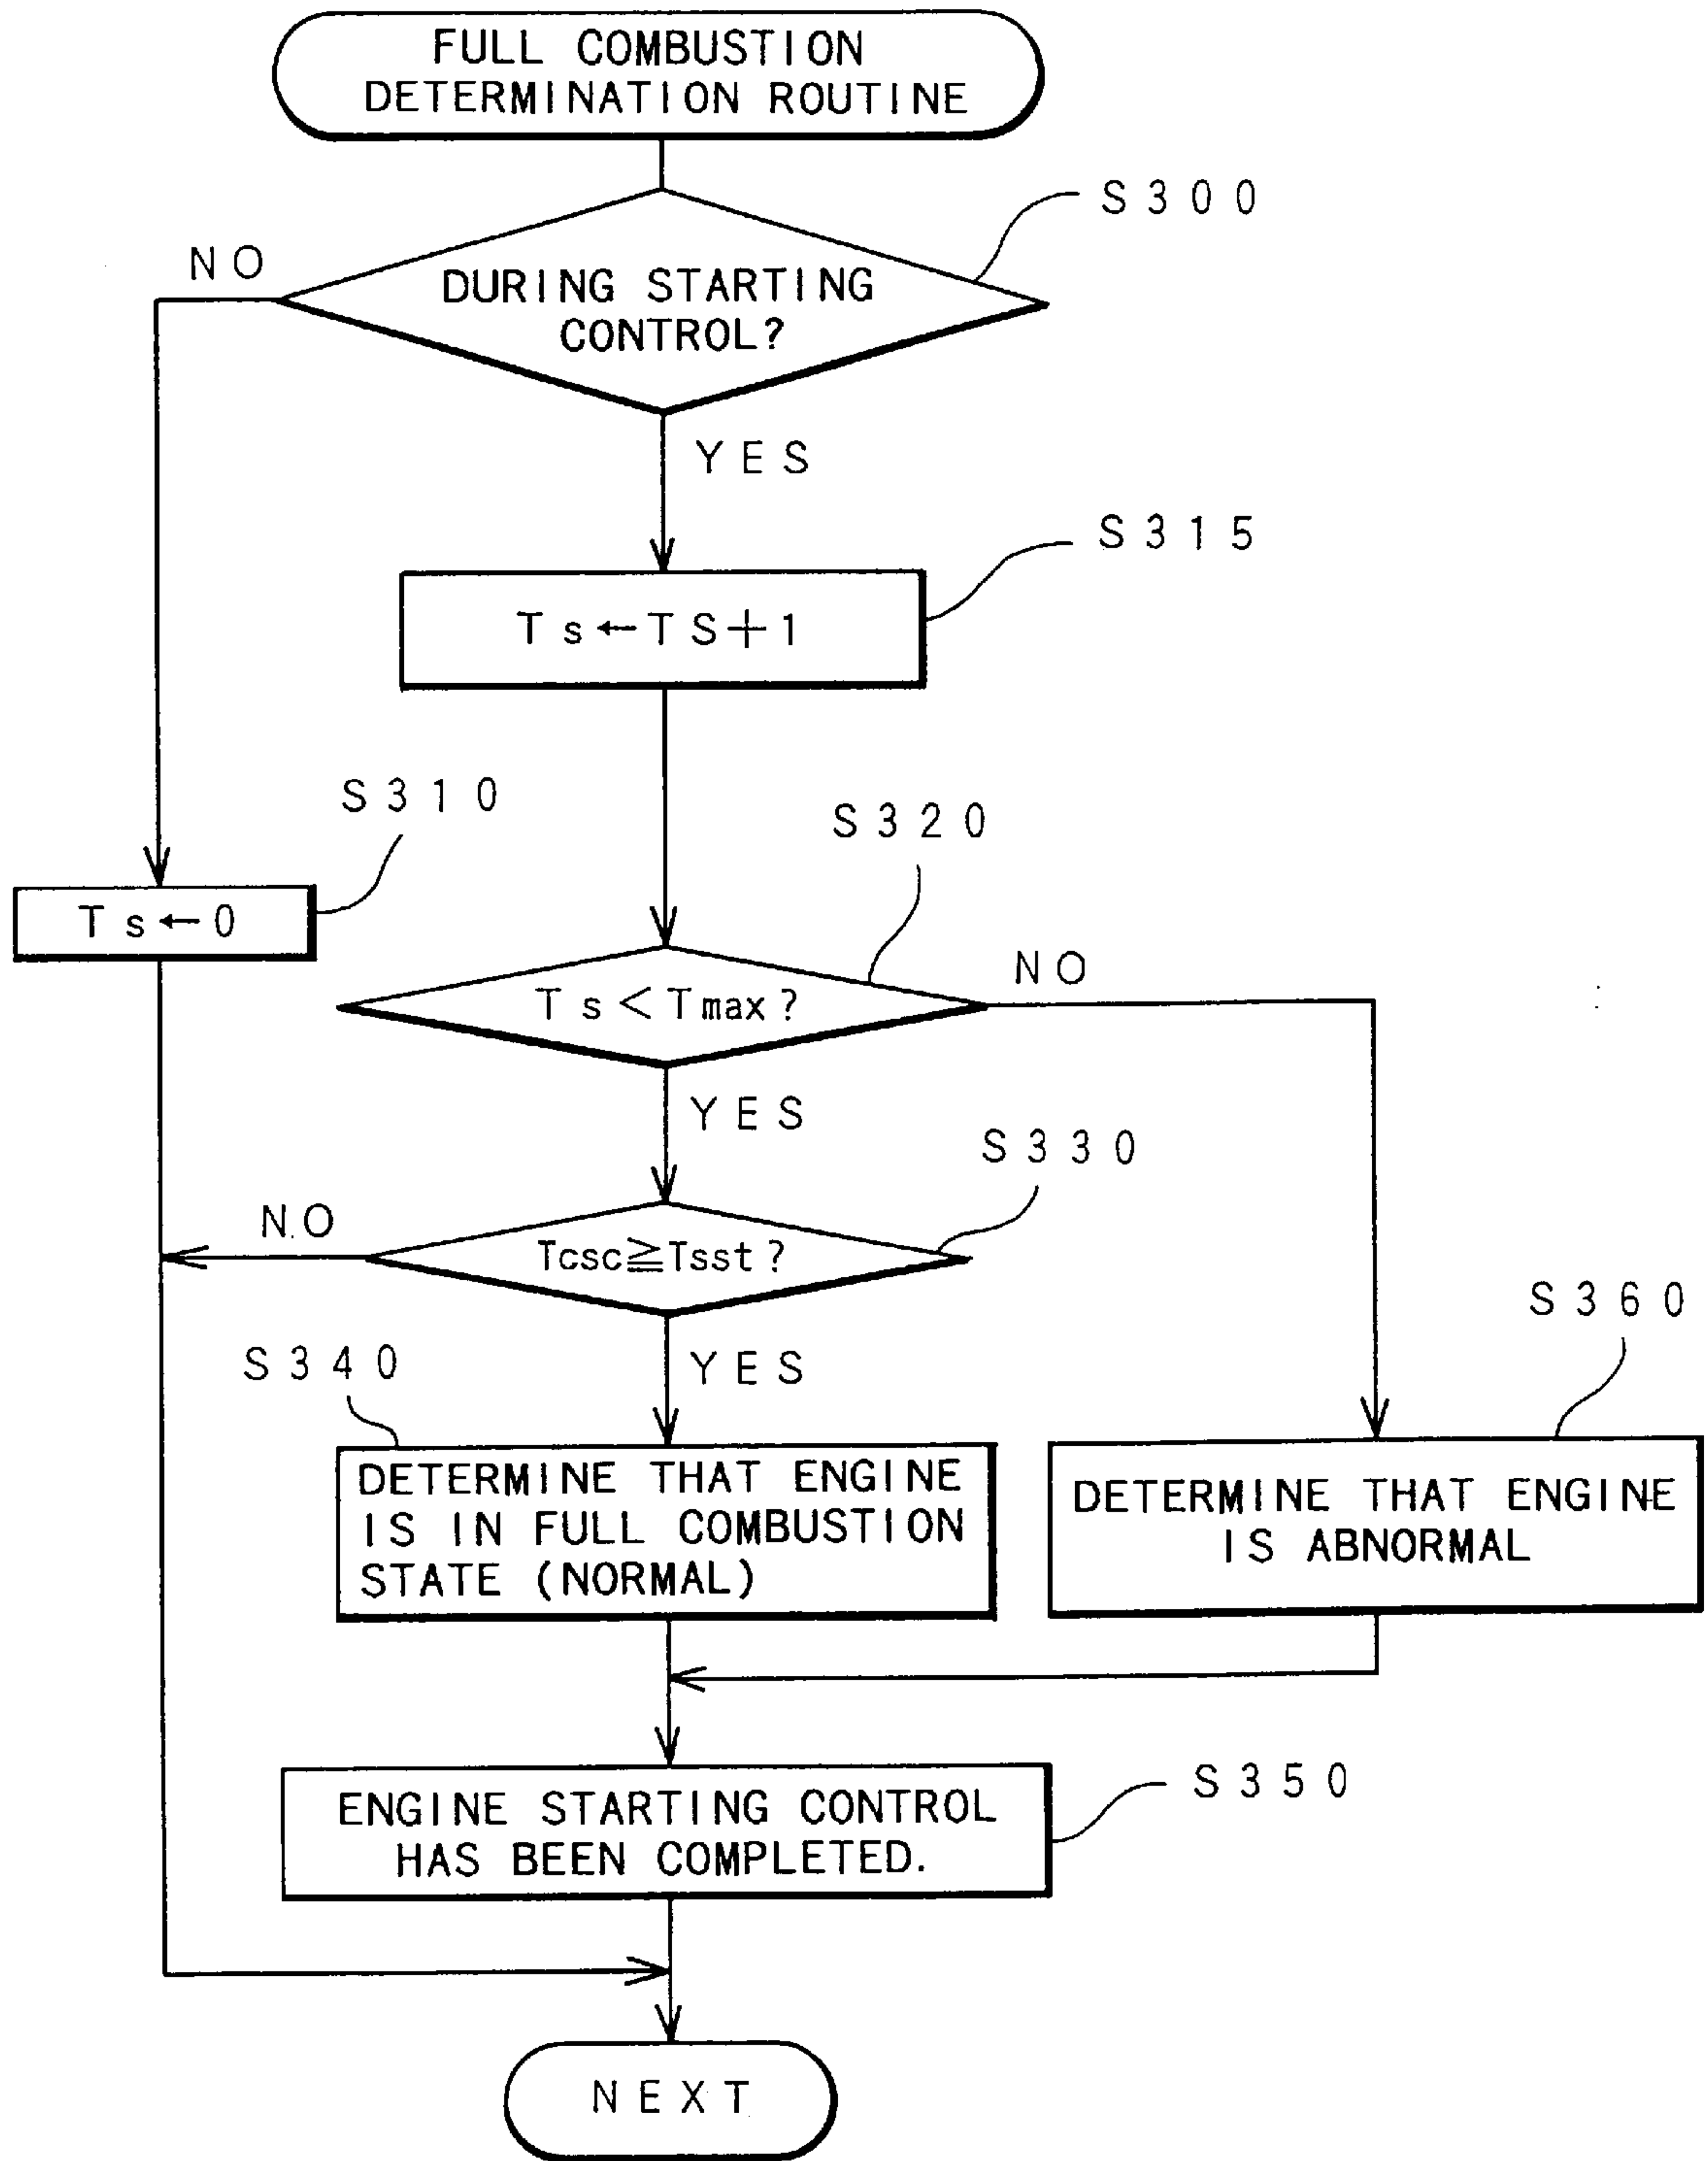 FULL COMBUSTION
DETERMINATION ROUTINE
S300
NO
DURING STARTING
CONTROL?
YES
S315
Ts←TS+1
S310
S320
Ts←0
NO
Ts<Tmax?
YES
S330
NO
Tcsc≧Tsst?
S360
S340
YES
DETERMINE THAT ENGINE
IS IN FULL COMBUSTION
STATE (NORMAL)
DETERMINE THAT ENGINE
IS ABNORMAL
S350
ENGINE STARTING CONTROL
HAS BEEN COMPLETED.
NEXT